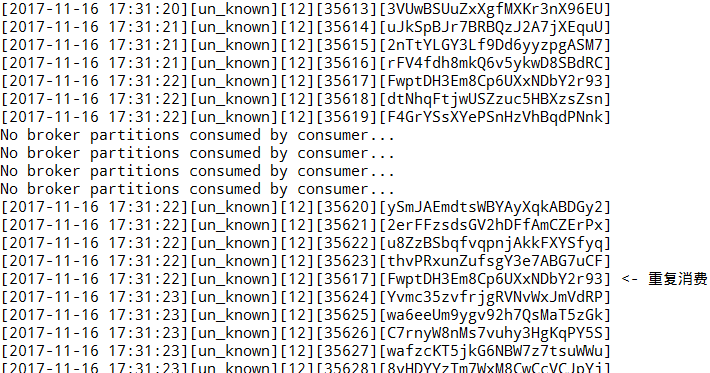 [2017-11-16 17:31:20][un_known][12][35613][3VUwBSUuZxXgfMXKr3nX96EU]
[2017-11-16 17:31:21][un_known][12][35614][uJkSpBJr7BRBQzJ2A7jXEquU]
[2017-11-16 17:31:21][un_known][12][35615][2nTtYLGY3Lf9Dd6yyzpgASM7]
[2017-11-16 17:31:21][un_known][12][35616][rFV4fdh8mkQ6v5ykwD8SBdRC]
[2017-11-16 17:31:22][un_known][12][35617][FwptDH3Em8Cp6UXxNDbY2r93]
[2017-11-16 17:31:22][un_known][12][35618][dtNhqFtjwUSZzuc5HBXzsZsn]
[2017-11-16 17:31:22][un_known][12][35619][F4GrYSsXYePSnHzVhBqdPNnk]
No broker partitions consumed by consumer...
No broker partitions consumed by consumer...
No broker partitions consumed by consumer...
No broker partitions consumed by consumer...
[2017-11-16 17:31:22][un_known][12][35620][ySmJAEmdtsWBYAyXqkABDGy2]
[2017-11-16 17:31:22][un_known][12][35621][2erFFzsdsGV2hDFfAmCZErPx]
[2017-11-16 17:31:22][un_known][12][35622][u8ZzBSbqfvqpnjAkkFXYSfyq]
[2017-11-16 17:31:22][un_known][12][35623][thvPRxunZufsgY3e7ABG7uCF]
[2017-11-16 17:31:22][un_known][12][35617][FwptDH3Em8Cp6UXxNDbY2r93] <- 重复消费
[2017-11-16 17:31:23][un_known][12][35624][Yvmc35zvfrjgRVNvWxJmVdRP]
[2017-11-16 17:31:23][un_known][12][35625][wa6eeUm9ygv92h7QsMaT5zGk]
[2017-11-16 17:31:23][un_known][12][35626][C7rnyW8nMs7vuhy3HgKqPY5S]
[2017-11-16 17:31:23][un_known][12][35627][wafzcKT5jkG6NBW7z7tsuWWu]
[2017-11-16 17:31:23][un_known][12][35628][8yHDYYzTm7WxM8CwCcVCJpYj]